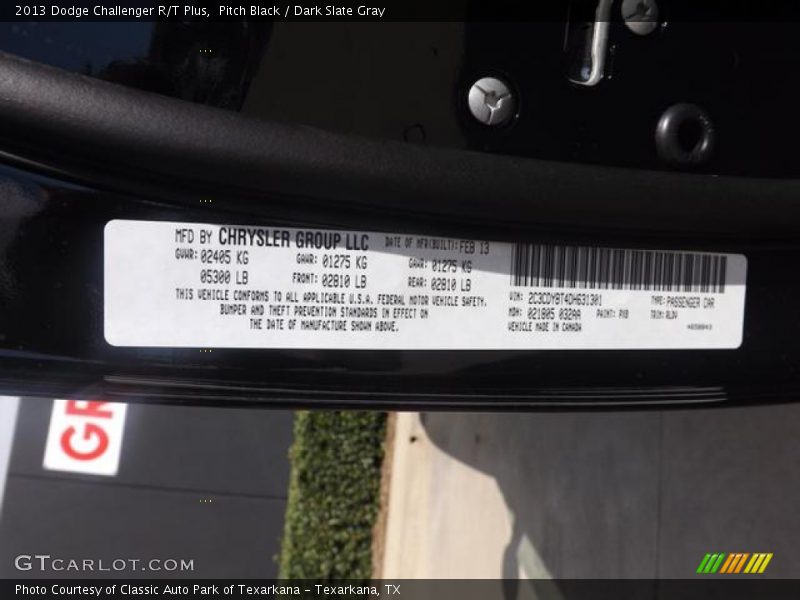 2013 Dodge Challenger R/T Plus, Pitch Black / Dark Slate Gray
MFD BY CHRYSLER GROUP LLC DATE OF MFR(BUILT): FEB 13
GVWR: 02405 KG GAWR: 01275 KG GAWR: 01275 KG
05300 LB FRONT: 02810 LB REAR: 02810 LB
THIS VEHICLE CONFORMS TO ALL APPLICABLE U.S.A. FEDERAL MOTOR VEHICLE SAFETY,
BUMPER AND THEFT PREVENTION STANDARDS IN EFFECT ON
THE DATE OF MANUFACTURE SHOWN ABOVE.
VIN: 2C3CDYBT4DH631301 TYPE: PASSENGER CAR
MDH: 021805 032AA PAINT: PXB TRIM: RLDV
VEHICLE MADE IN CANADA
GR
GTCARLOT.COM
Photo Courtesy of Classic Auto Park of Texarkana - Texarkana, TX